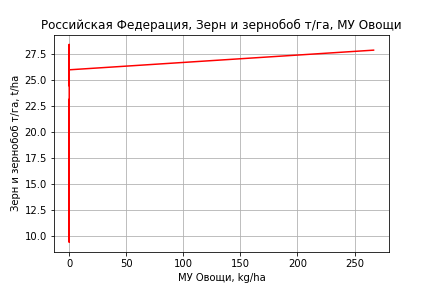 Российская Федерация, Зерн и зернобоб т/га, МУ Овощи
27.5
25.0
22.5
20.0
17.5
15.0
12.5
10.0
Зерн и зернобоб т/га, t/ha
0 50 100 150 200 250
МУ Овощи, kg/ha